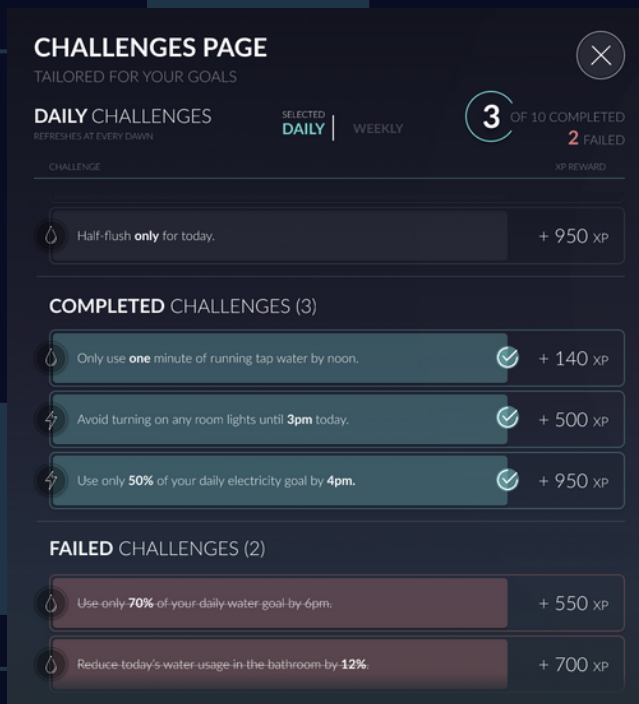 CHALLENGES PAGE
TAILORED FOR YOUR GOALS
DAILY CHALLENGES
REFRESHES AT EVERY DAWN
SELECTED
DAILY | WEEKLY
3 OF 10 COMPLETED
2 FAILED
CHALLENGE XP REWARD
Half-flush only for today. + 950 XP
COMPLETED CHALLENGES (3)
Only use one minute of running tap water by noon. + 140 XP
Avoid turning on any room lights until 3pm today. + 500 XP
Use only 50% of your daily electricity goal by 4pm. + 950 XP
FAILED CHALLENGES (2)
Use only 70% of your daily water goal by 6pm. + 550 XP
Reduce today's water usage in the bathroom by 12%. + 700 XP